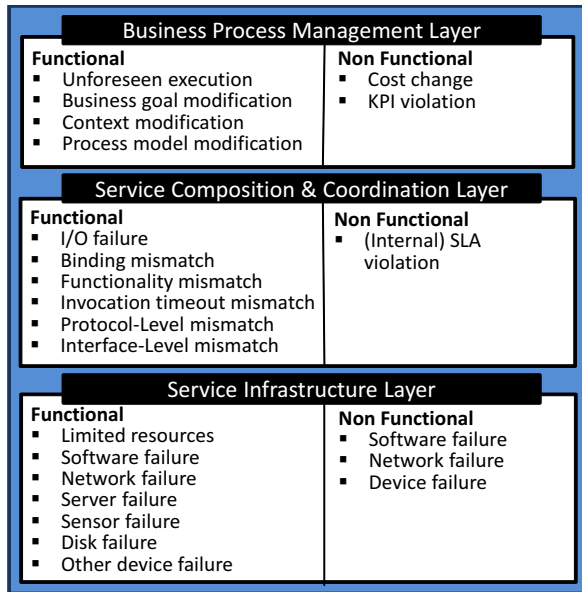 Business Process Management Layer
Functional
▪ Unforeseen execution
▪ Business goal modification
▪ Context modification
▪ Process model modification
Non Functional
▪ Cost change
▪ KPI violation
Service Composition & Coordination Layer
Functional
▪ I/O failure
▪ Binding mismatch
▪ Functionality mismatch
▪ Invocation timeout mismatch
▪ Protocol-Level mismatch
▪ Interface-Level mismatch
Non Functional
▪ (Internal) SLA
violation
Service Infrastructure Layer
Functional
▪ Limited resources
▪ Software failure
▪ Network failure
▪ Server failure
▪ Sensor failure
▪ Disk failure
▪ Other device failure
Non Functional
▪ Software failure
▪ Network failure
▪ Device failure